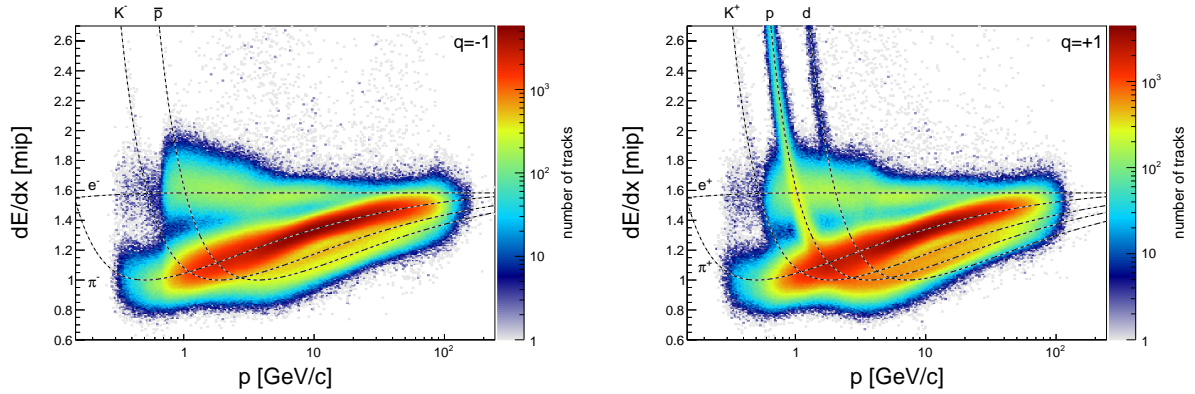 K⁻ p̅
q=-1
2.6
2.4
2.2
2
1.8
1.6
1.4
1.2
1
0.8
0.6
dE/dx [mip]
e⁻
π⁻
1 10 10²
p [GeV/c]
10³
10²
10
1
number of tracks
K⁺ p d
q=+1
2.6
2.4
2.2
2
1.8
1.6
1.4
1.2
1
0.8
0.6
dE/dx [mip]
e⁺
π⁺
1 10 10²
p [GeV/c]
10³
10²
10
1
number of tracks